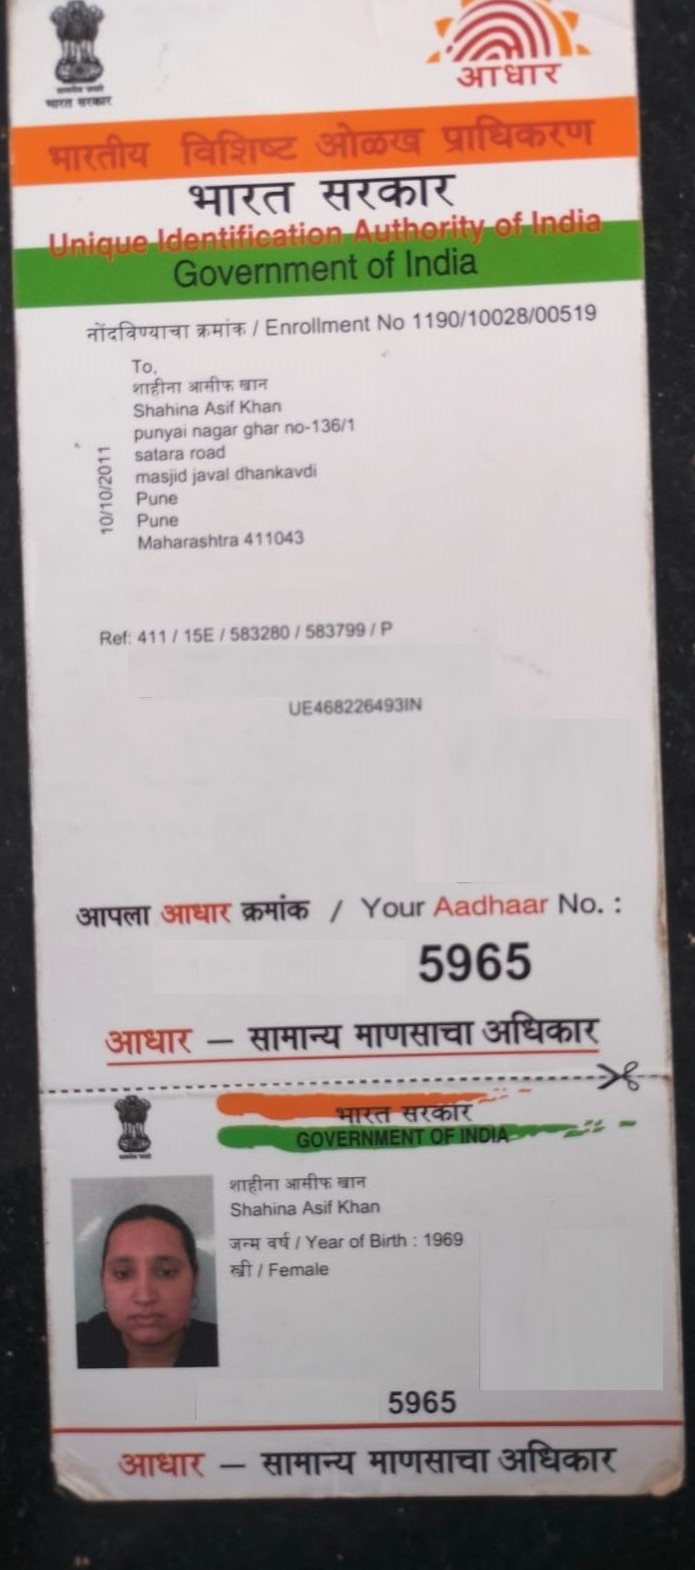 भारत सरकार
आधार
भारतीय विशिष्ट ओळख प्राधिकरण
भारत सरकार
Unique Identification Authority of India
Government of India
नोंदविण्याचा क्रमांक / Enrollment No 1190/10028/00519
To,
शाहीना आसीफ खान
Shahina Asif Khan
punyai nagar ghar no-136/1
satara road
masjid javal dhankavdi
Pune
Pune
Maharashtra 411043
10/10/2011
Ref: 411 / 15E / 583280 / 583799 / P
UE468226493IN
आपला आधार क्रमांक / Your Aadhaar No. :
5965
आधार – सामान्य माणसाचा अधिकार
भारत सरकार
GOVERNMENT OF INDIA
शाहीना आसीफ खान
Shahina Asif Khan
जन्म वर्ष / Year of Birth : 1969
स्त्री / Female
5965
आधार – सामान्य माणसाचा अधिकार